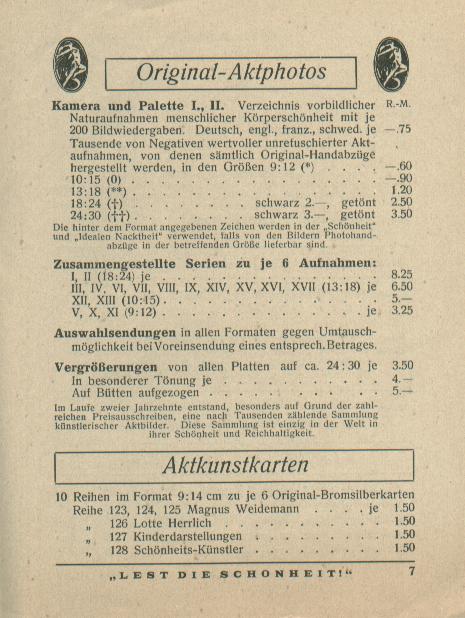 Original-Aktphotos
Kamera und Palette I., II. Verzeichnis vorbildlicher R.-M.
Naturaufnahmen menschlicher Körperschönheit mit je
200 Bildwiedergaben. Deutsch, engl., franz., schwed. je —.75
Tausende von Negativen wertvoller unretuschierter Akt-
aufnahmen, von denen sämtlich Original-Handabzüge
hergestellt werden, in den Größen 9:12 (*) . . . . —.60
10:15 (0) . . . . . . . . . . . . . . . . —.90
13:18 (**) . . . . . . . . . . . . . . . . 1.20
18:24 (†) . . . . . . . . schwarz 2.—, getönt 2.50
24:30 (††) . . . . . . . . schwarz 3.—, getönt 3.50
Die hinter dem Format angegebenen Zeichen werden in der „Schönheit“
und „Idealen Nacktheit“ verwendet, falls von den Bildern Photohand-
abzüge in der betreffenden Größe lieferbar sind.
Zusammengestellte Serien zu je 6 Aufnahmen:
I, II (18:24) je . . . . . . . . . . . . . . 8.25
III, IV, VI, VII, VIII, IX, XIV, XV, XVI, XVII (13:18) je 6.50
XII, XIII (10:15) . . . . . . . . . . . . . . 5.—
V, X, XI (9:12) . . . . . . . . . . . . . je 3.25
Auswahlsendungen in allen Formaten gegen Umtausch-
möglichkeit bei Voreinsendung eines entsprech. Betrages.
Vergrößerungen von allen Platten auf ca. 24:30 je 3.50
In besonderer Tönung je . . . . . . . . . . . 4.—
Auf Bütten aufgezogen . . . . . . . . . . . . 5.—
Im Laufe zweier Jahrzehnte entstand, besonders auf Grund der zahl-
reichen Preisausschreiben, eine nach Tausenden zählende Sammlung
künstlerischer Aktbilder. Diese Sammlung ist einzig in der Welt in
ihrer Schönheit und Reichhaltigkeit.
Aktkunstkarten
10 Reihen im Format 9:14 cm zu je 6 Original-Bromsilberkarten
Reihe 123, 124, 125 Magnus Weidemann . . . . je 1.50
„ 126 Lotte Herrlich . . . . . . . . . . . 1.50
„ 127 Kinderdarstellungen . . . . . . . . . 1.50
„ 128 Schönheits-Künstler . . . . . . . . . 1.50
„LEST DIE SCHONHEIT!“ 7